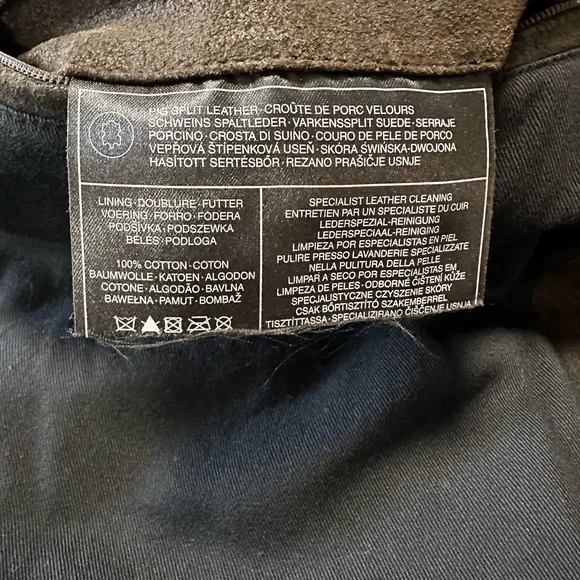 PIG SPLIT LEATHER · CROÛTE DE PORC VELOURS
SCHWEINS SPALTLEDER · VARKENSSPLIT SUEDE · SERRAJE
PORCINO · CROSTA DI SUINO · COURO DE PELE DE PORCO
VEPŘOVÁ ŠTÍPENKOVÁ USEŇ · SKÓRA ŚWIŃSKA-DWOJONA
HASÍTOTT SERTÉSBŐR · REZANO PRAŠIČJE USNJE
LINING · DOUBLURE · FUTTER
VOERING · FORRO · FODERA
PODŠÍVKA · PODSZEWKA
BÉLÉS · PODLOGA
100% COTTON · COTON
BAUMWOLLE · KATOEN · ALGODON
COTONE · ALGODÃO · BAVLNA
BAWEŁNA · PAMUT · BOMBAŽ
SPECIALIST LEATHER CLEANING
ENTRETIEN PAR UN SPECIALISTE DU CUIR
LEDERSPEZIAL-REINIGUNG
LEDERSPECIAAL-REINIGING
LIMPIEZA POR ESPECIALISTAS EN PIEL
PULIRE PRESSO LAVANDERIE SPECIALIZZATE
NELLA PULITURA DELLA PELLE
LIMPAR A SECO POR ESPECIALISTAS EM
LIMPEZA DE PELES · ODBORNÉ ČIŠTENÍ KŮŽE
SPECJALISTYCZNE CZYSZENIE SKÓRY
CSAK BŐRTISZTÍTÓ SZAKEMBERREL
TISZTÍTTASSA · SPECIALIZIRANO ČIŠČENJE USNJA